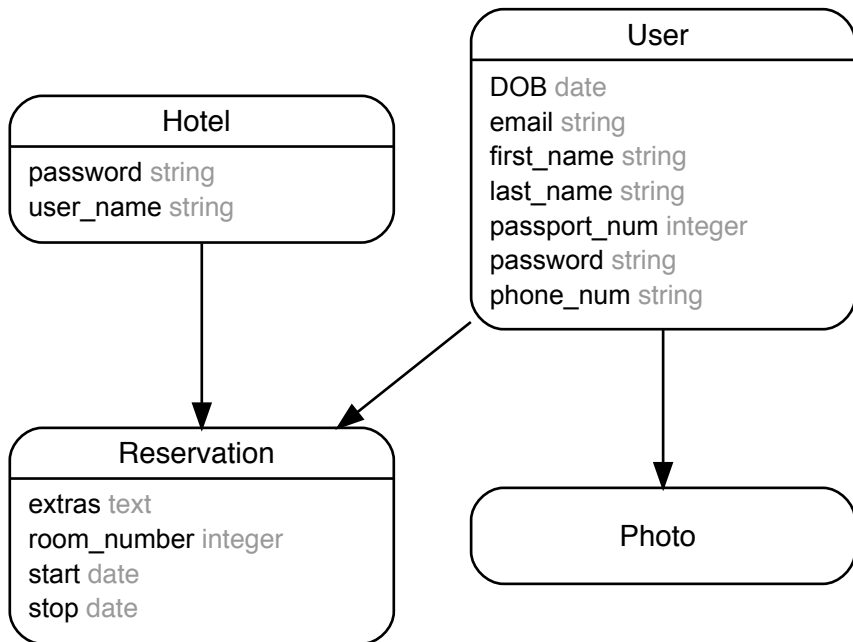 Hotel
password string
user_name string
User
DOB date
email string
first_name string
last_name string
passport_num integer
password string
phone_num string
Reservation
extras text
room_number integer
start date
stop date
Photo